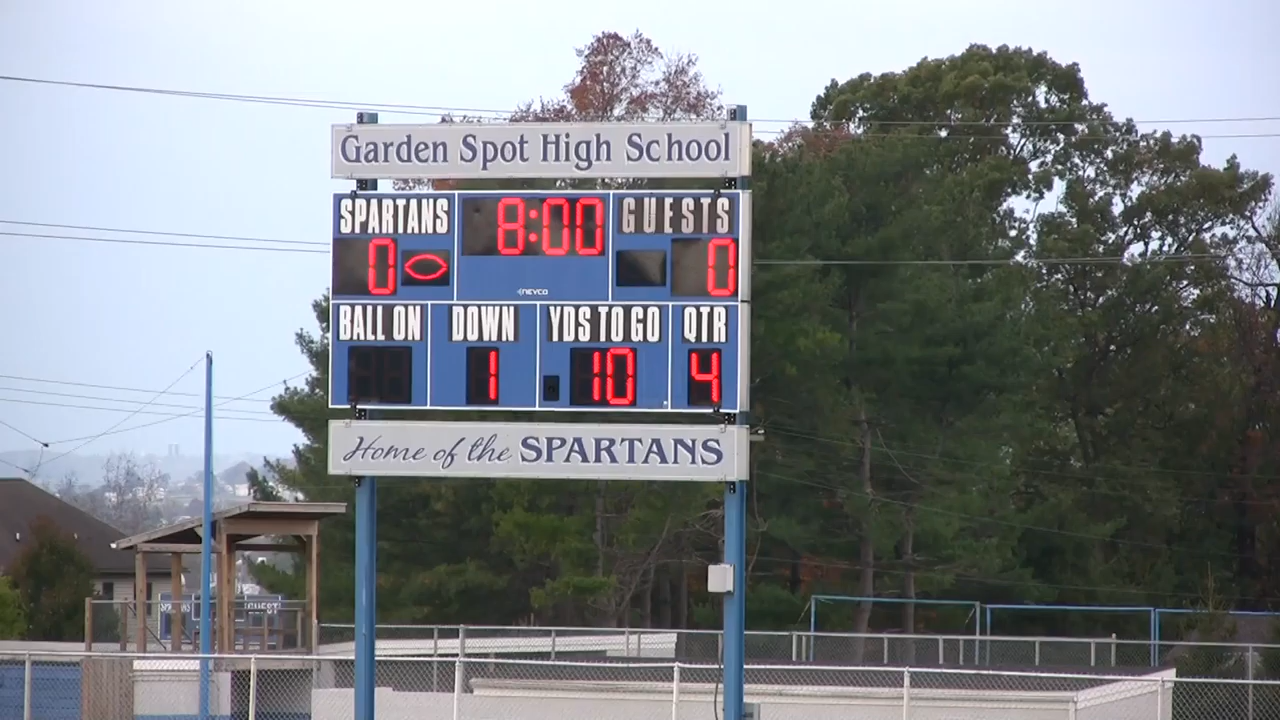 Garden Spot High School
SPARTANS 8:00 GUESTS
0 0
NEVCO
BALL ON DOWN YDS TO GO QTR
1 10 4
Home of the SPARTANS
GUEST